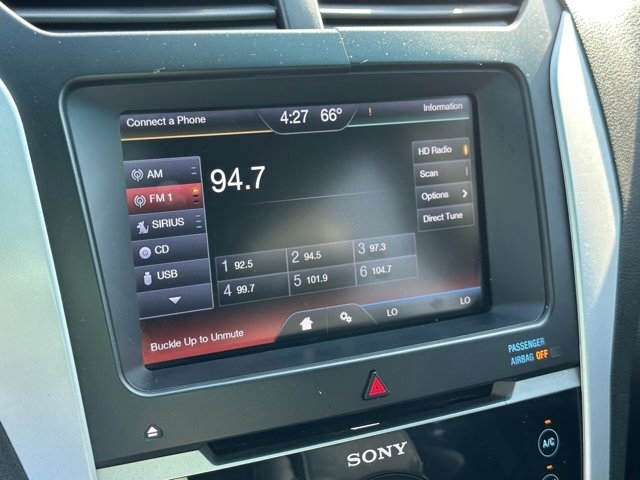 Connect a Phone 4:27 66° ! Information
AM
FM 1
SIRIUS
CD
USB
94.7
HD Radio
Scan
Options
Direct Tune
1 92.5 2 94.5 3 97.3
4 99.7 5 101.9 6 104.7
Buckle Up to Unmute
LO LO
PASSENGER
AIRBAG OFF
SONY
A/C